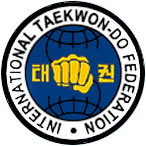 INTERNATIONAL TAEKWON-DO FEDERATION
태 권